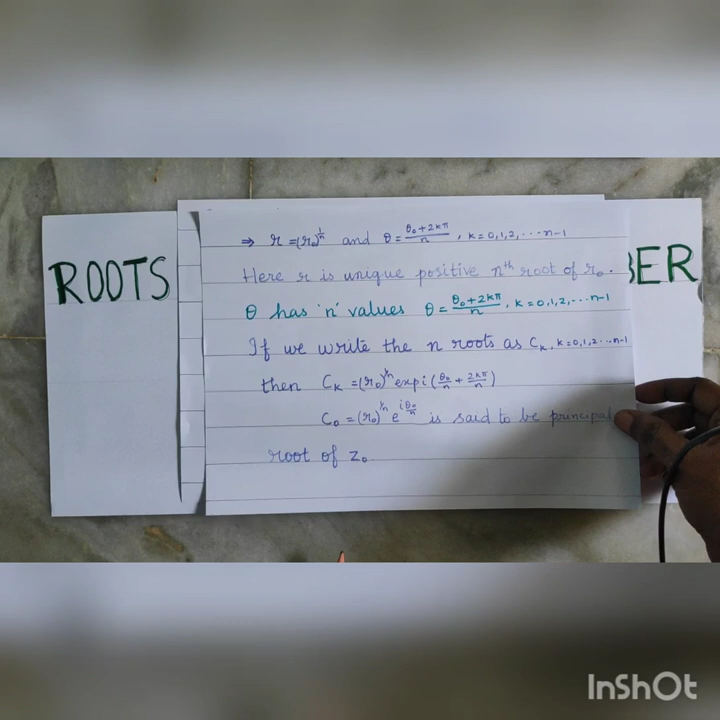 ROOTS
BER
⇒ r = (r₀)^{1/n} and θ = (θ₀+2kπ)/n, k=0,1,2,...n-1
Here r is unique positive nth root of r₀.
θ has 'n' values θ = (θ₀+2kπ)/n, k=0,1,2,...n-1
If we write the n roots as Cₖ, k=0,1,2...n-1
then Cₖ = (r₀)^{1/n} exp i (θ₀/n + 2kπ/n)
C₀ = (r₀)^{1/n} e^{iθ₀/n} is said to be principal
root of z₀.
InShOt